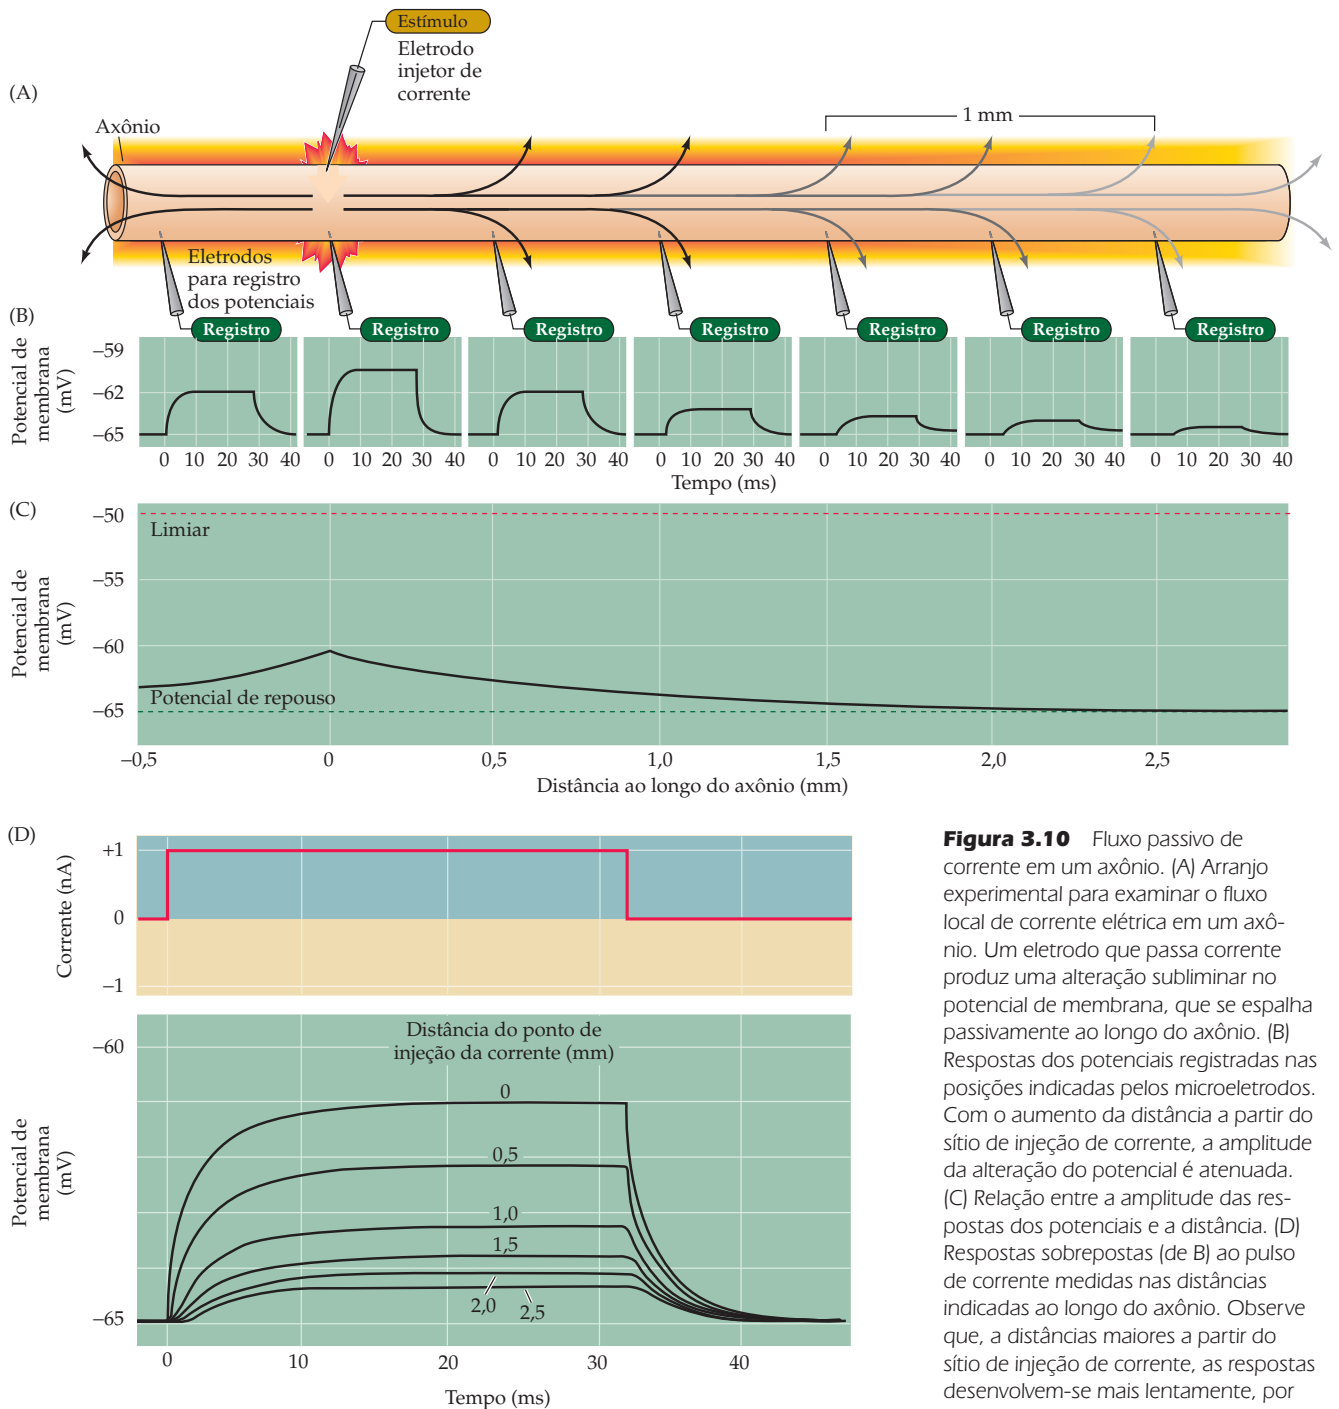 (A)
Estímulo
Eletrodo
injetor de
corrente
Axônio
1 mm
Eletrodos
para registro
dos potenciais
(B)
Registro Registro Registro Registro Registro Registro Registro
Potencial de
membrana
(mV)
–59
–62
–65
0 10 20 30 40 0 10 20 30 40 0 10 20 30 40 0 10 20 30 40 0 10 20 30 40 0 10 20 30 40 0 10 20 30 40
Tempo (ms)
(C)
Potencial de
membrana
(mV)
–50
Limiar
–55
–60
Potencial de repouso
–65
–0,5 0 0,5 1,0 1,5 2,0 2,5
Distância ao longo do axônio (mm)
(D)
Corrente (nA)
+1
0
–1
Potencial de
membrana
(mV)
–60
Distância do ponto de
injeção da corrente (mm)
0
0,5
1,0
1,5
2,0
2,5
–65
0 10 20 30 40
Tempo (ms)
Figura 3.10 Fluxo passivo de
corrente em um axônio. (A) Arranjo
experimental para examinar o fluxo
local de corrente elétrica em um axô-
nio. Um eletrodo que passa corrente
produz uma alteração subliminar no
potencial de membrana, que se espalha
passivamente ao longo do axônio. (B)
Respostas dos potenciais registradas nas
posições indicadas pelos microeletrodos.
Com o aumento da distância a partir do
sítio de injeção de corrente, a amplitude
da alteração do potencial é atenuada.
(C) Relação entre a amplitude das res-
postas dos potenciais e a distância. (D)
Respostas sobrepostas (de B) ao pulso
de corrente medidas nas distâncias
indicadas ao longo do axônio. Observe
que, a distâncias maiores a partir do
sítio de injeção de corrente, as respostas
desenvolvem-se mais lentamente, por